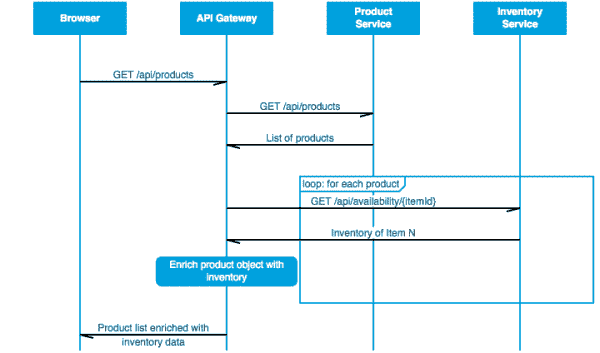 Browser
API Gateway
Product
Service
Inventory
Service
GET /api/products
GET /api/products
List of products
loop: for each product
GET /api/availability/{itemId}
Inventory of Item N
Enrich product object with
inventory
Product list enriched with
inventory data